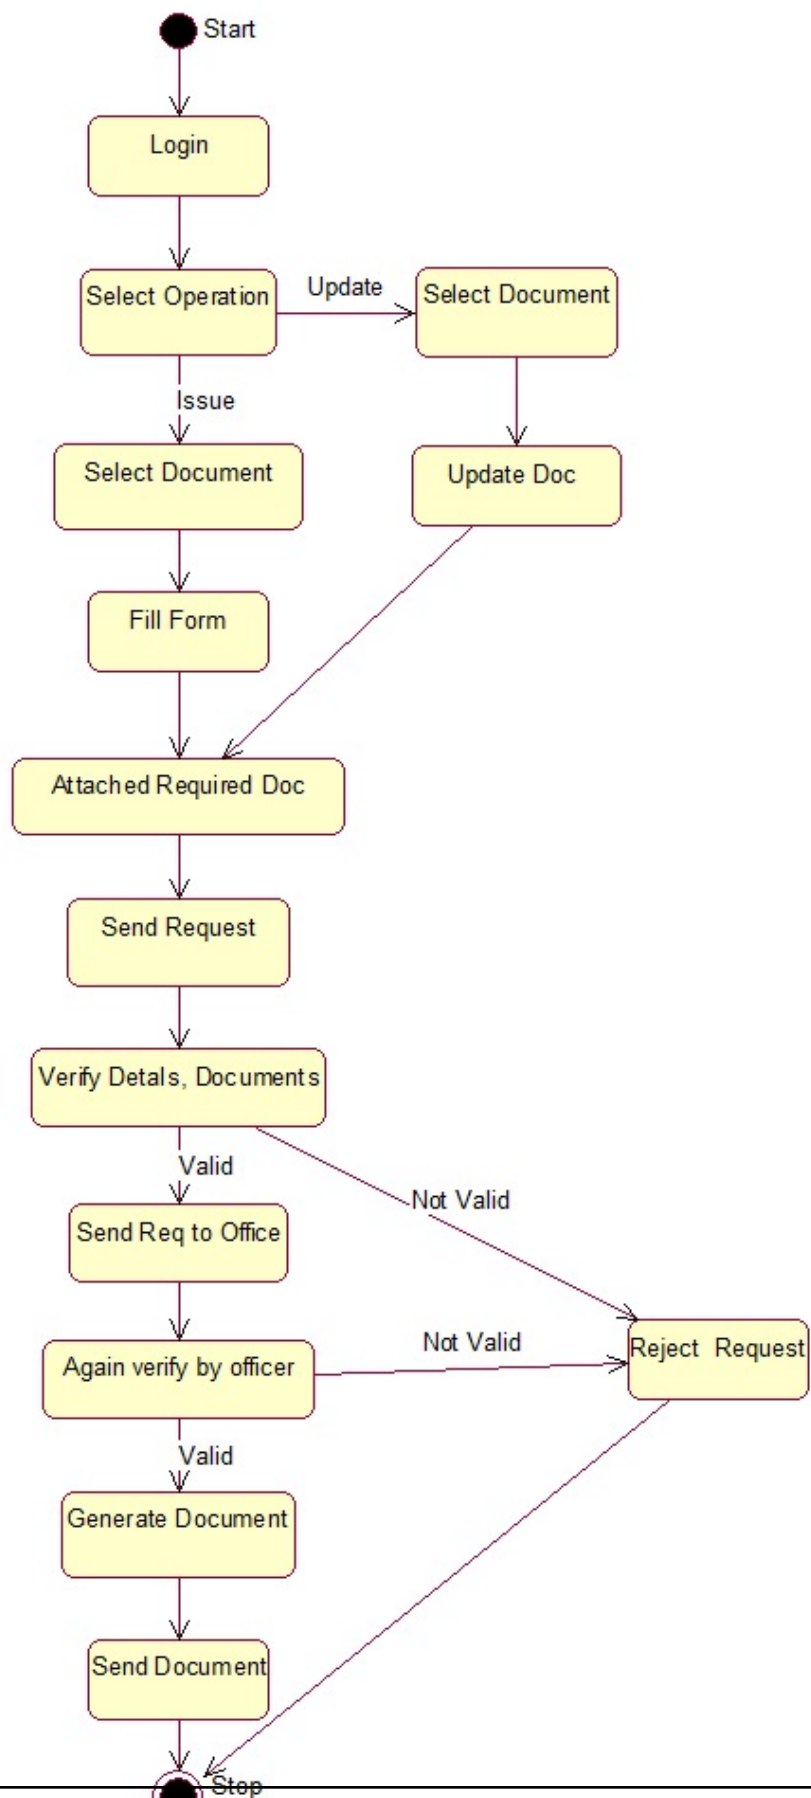 Start
Login
Select Operation
Update
Select Document
Issue
Select Document
Update Doc
Fill Form
Attached Required Doc
Send Request
Verify Detals, Documents
Valid
Not Valid
Send Req to Office
Again verify by officer
Not Valid
Reject Request
Valid
Generate Document
Send Document
Stop